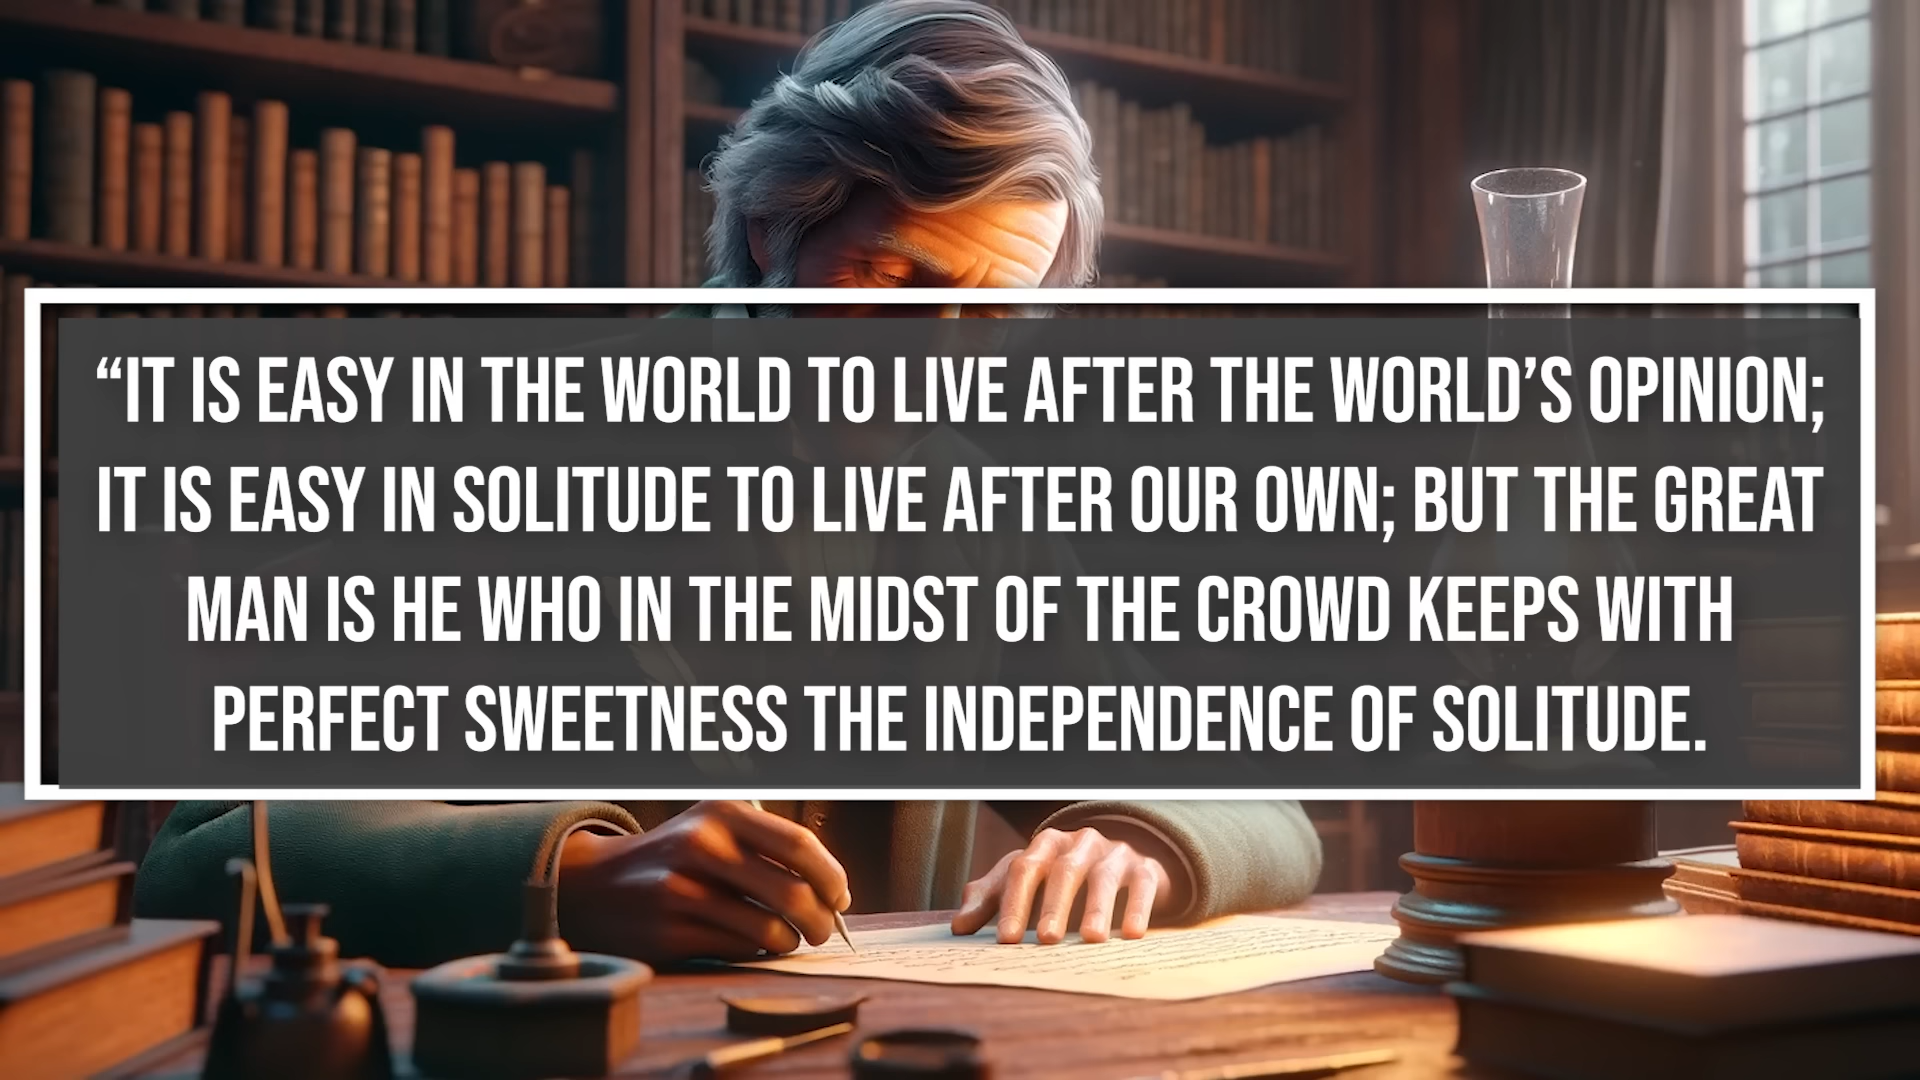 “IT IS EASY IN THE WORLD TO LIVE AFTER THE WORLD’S OPINION;
IT IS EASY IN SOLITUDE TO LIVE AFTER OUR OWN; BUT THE GREAT
MAN IS HE WHO IN THE MIDST OF THE CROWD KEEPS WITH
PERFECT SWEETNESS THE INDEPENDENCE OF SOLITUDE.